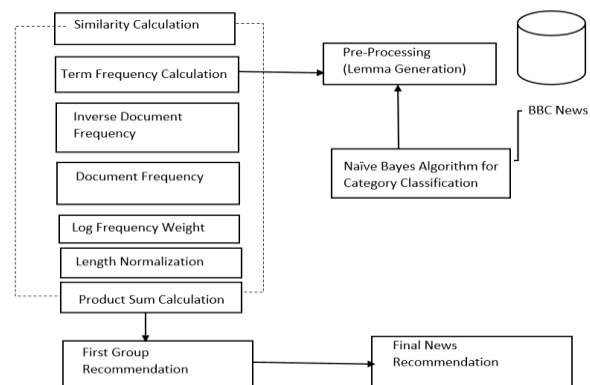 Similarity Calculation
Term Frequency Calculation
Inverse Document
Frequency
Document Frequency
Log Frequency Weight
Length Normalization
Product Sum Calculation
First Group
Recommendation
Pre-Processing
(Lemma Generation)
BBC News
Naïve Bayes Algorithm for
Category Classification
Final News
Recommendation